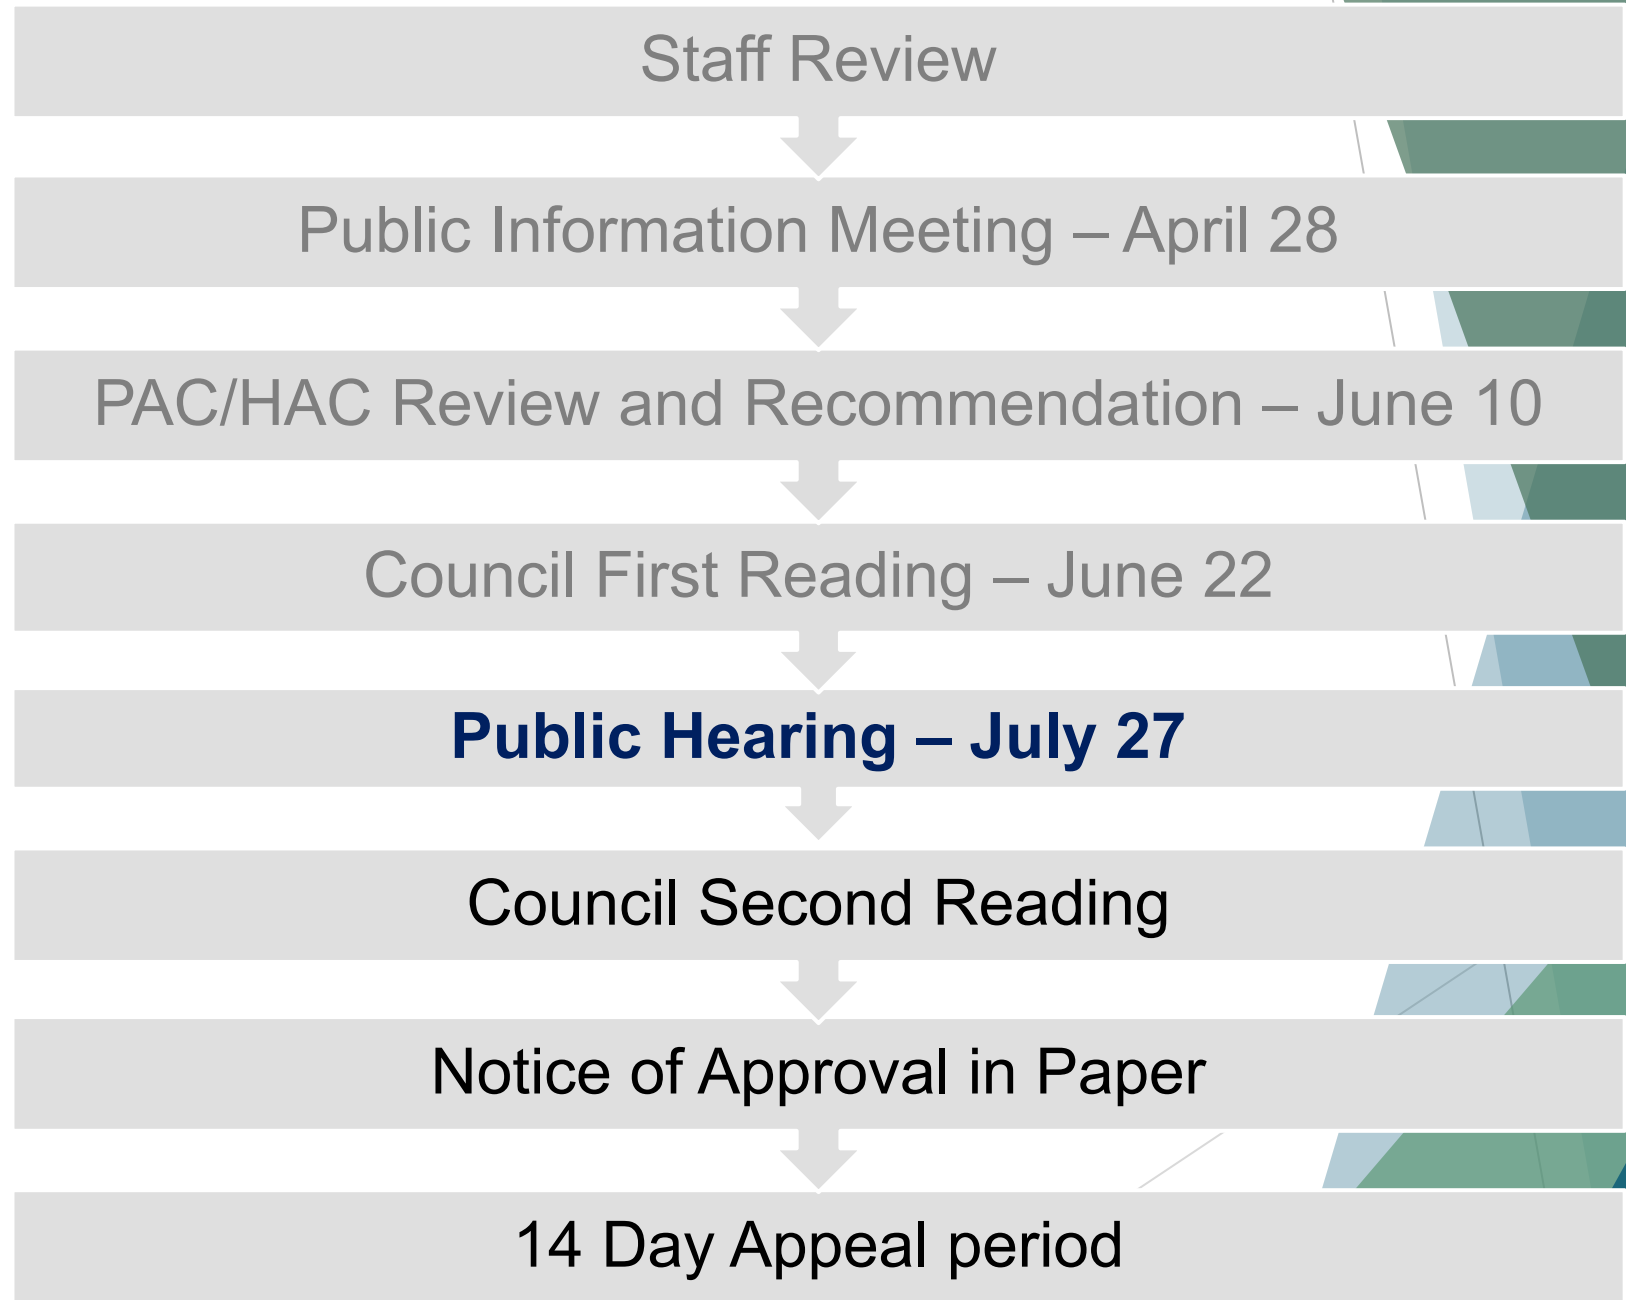 Staff Review
Public Information Meeting – April 28
PAC/HAC Review and Recommendation – June 10
Council First Reading – June 22
Public Hearing – July 27
Council Second Reading
Notice of Approval in Paper
14 Day Appeal period